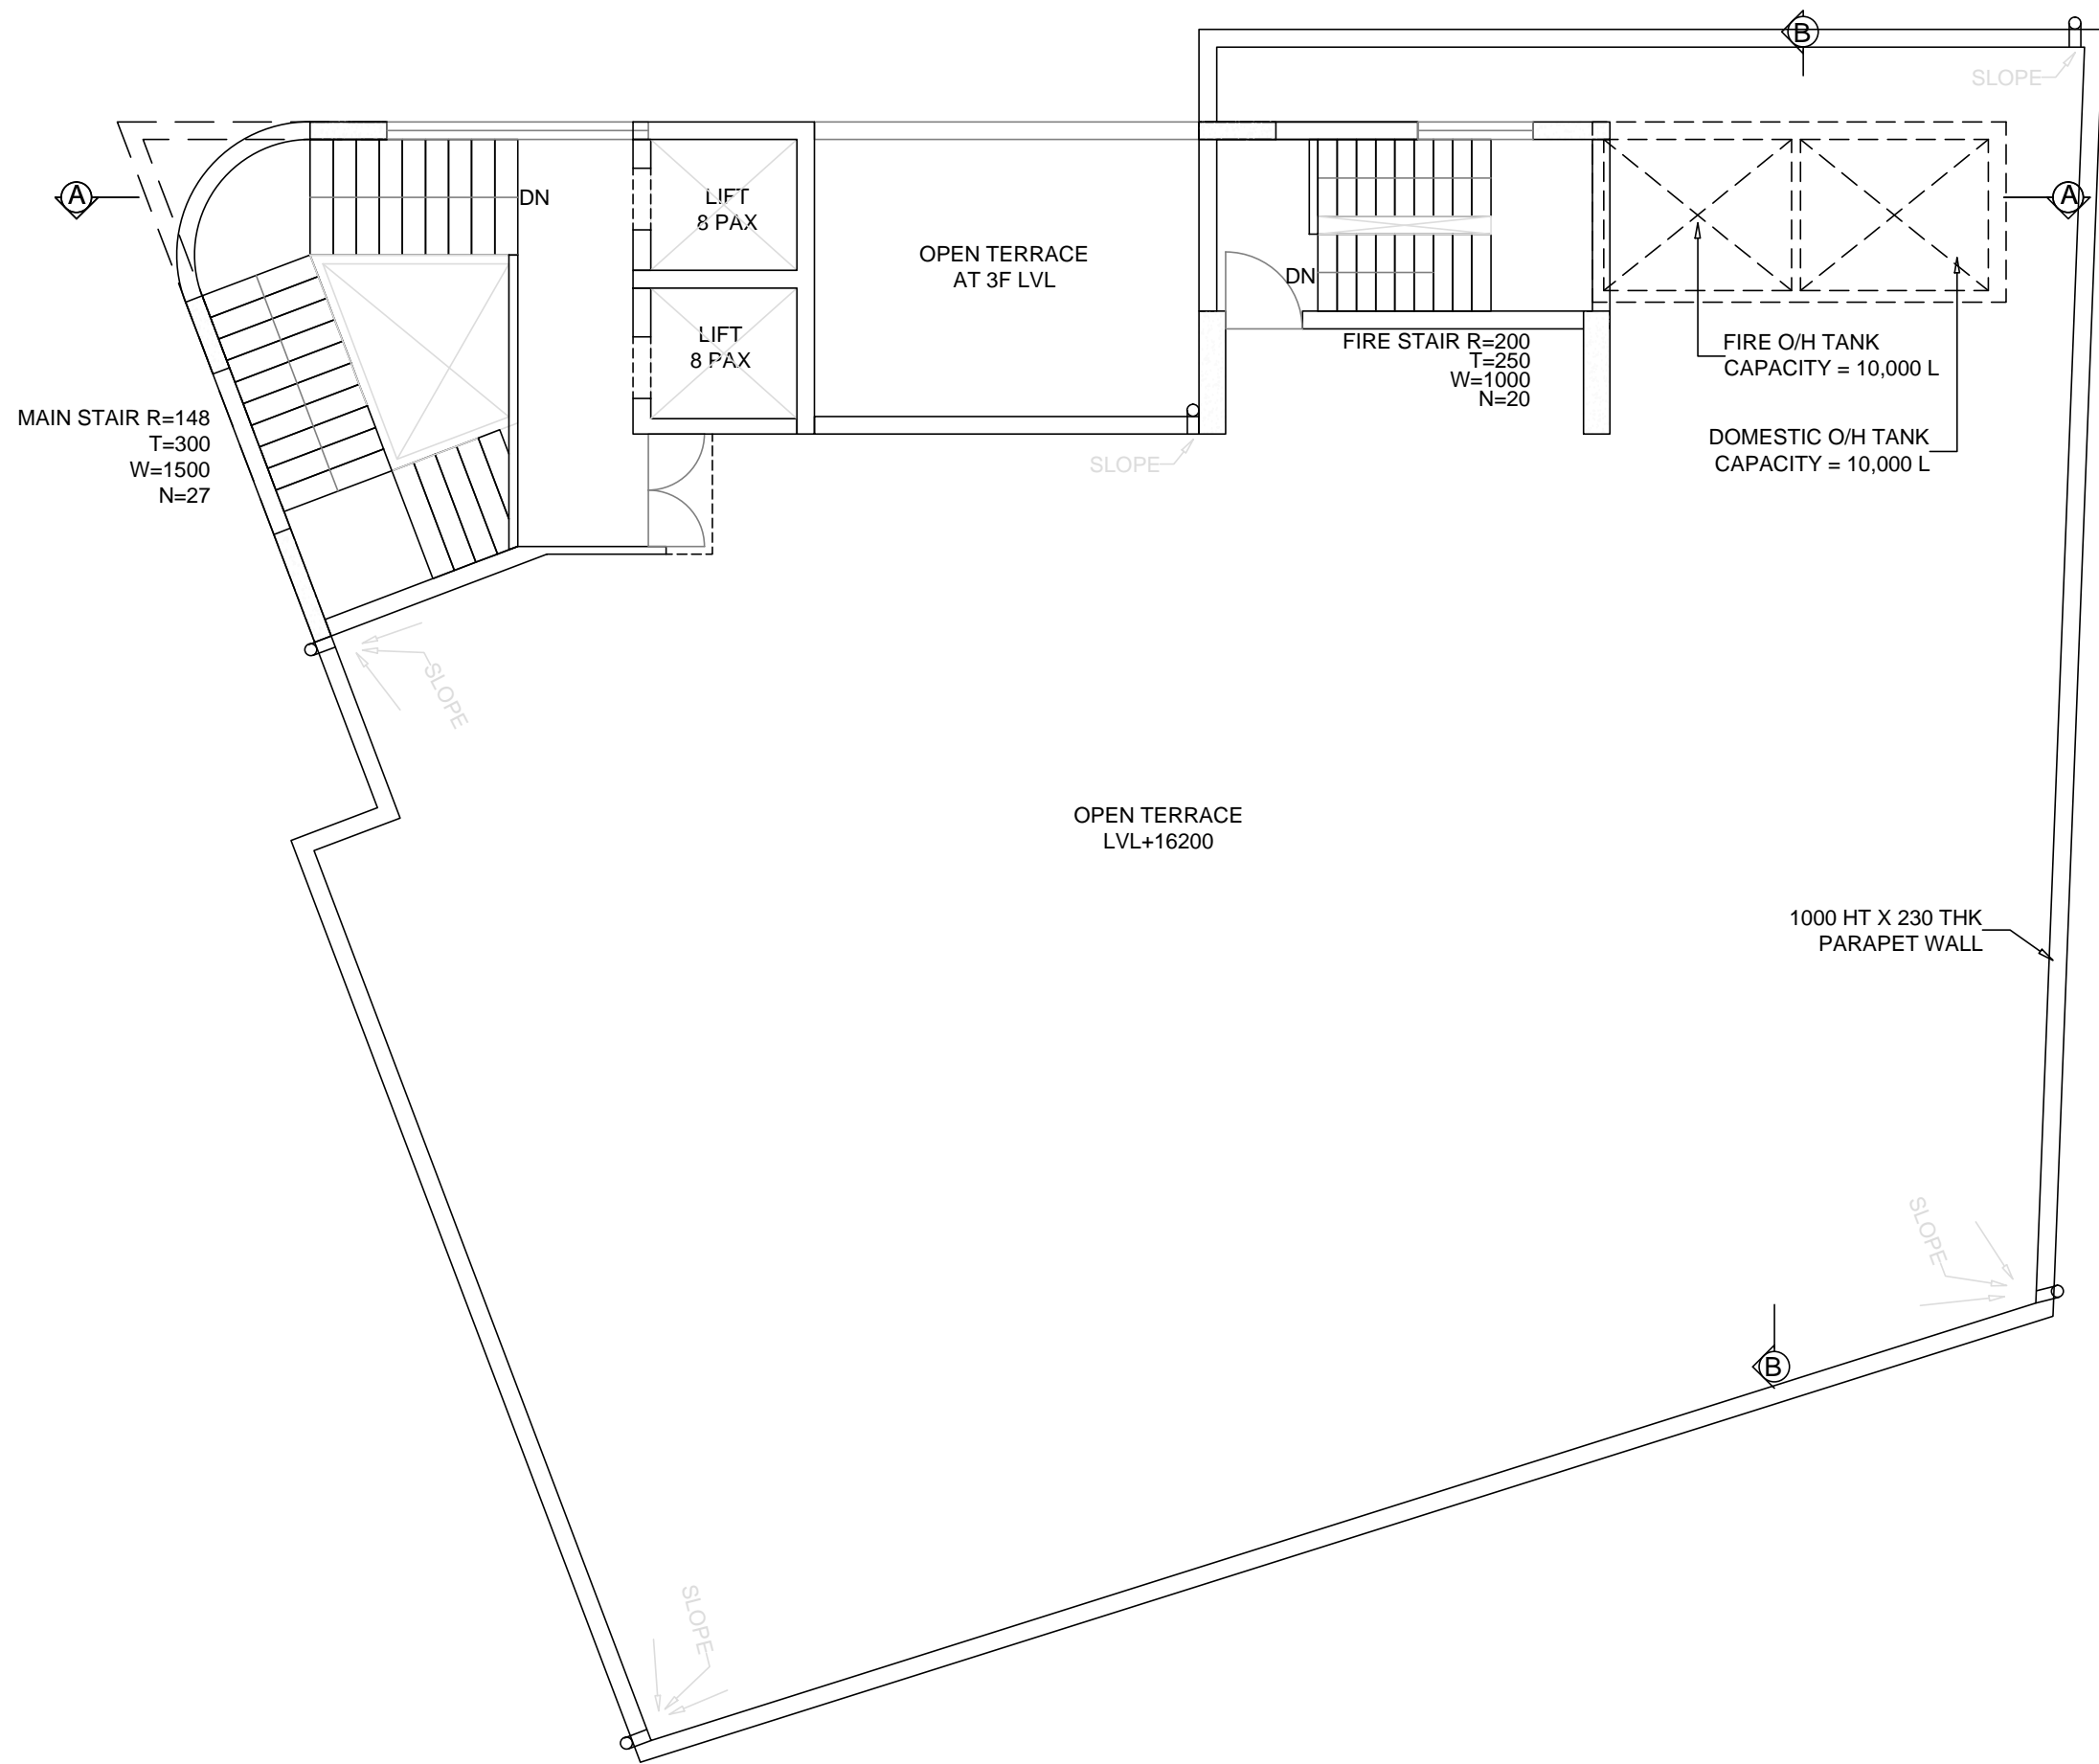 B
SLOPE
A
DN
LIFT
8 PAX
OPEN TERRACE
AT 3F LVL
DN
A
LIFT
8 PAX
FIRE STAIR R=200
T=250
W=1000
N=20
FIRE O/H TANK
CAPACITY = 10,000 L
MAIN STAIR R=148
T=300
W=1500
N=27
SLOPE
DOMESTIC O/H TANK
CAPACITY = 10,000 L
SLOPE
OPEN TERRACE
LVL+16200
1000 HT X 230 THK
PARAPET WALL
SLOPE
B
SLOPE